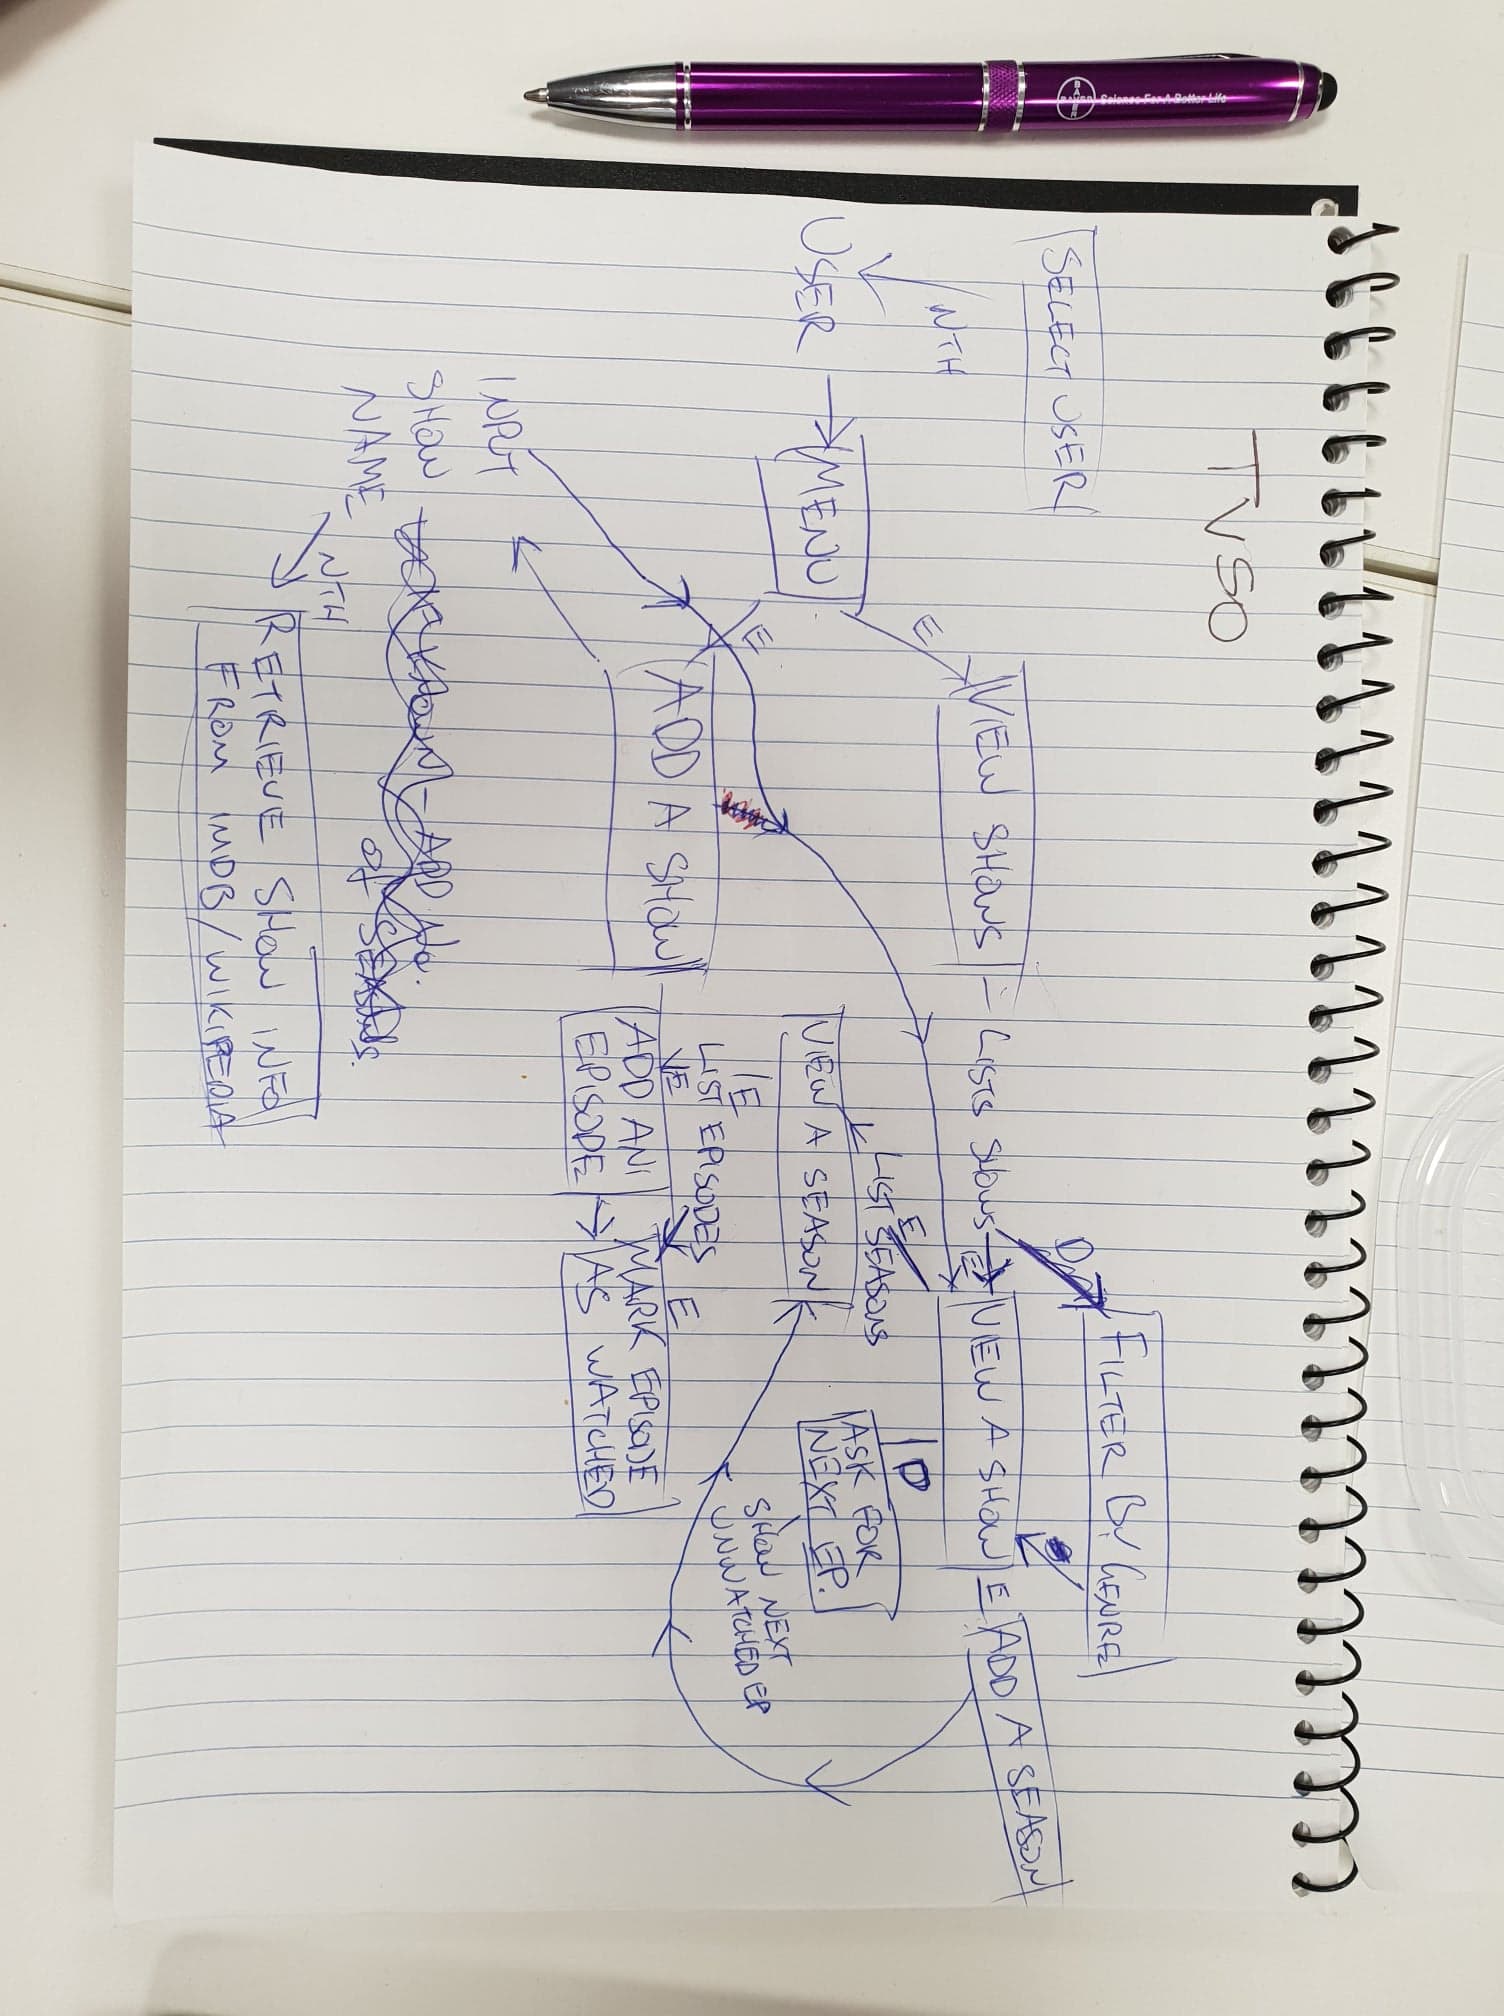 BAYER
Science For A Better Life
TVSO
SELECT USER
NTH
USER
MENU
E
E
VIEW SHOWS
LISTS SHOWS
D
FILTER BY GENRE
E
VIEW A SHOW
E
ADD A SEASON
E
LIST SEASONS
VIEW A SEASON
D
ASK FOR
NEXT EP.
SHOW NEXT
UNWATCHED EP
E
LIST EPISODES
E
ADD A SHOW
ADD AN
EPISODE
E
MARK EPISODE
AS WATCHED
INPUT
SHOW
NAME
ADD No.
OF SEASONS.
NTH
RETRIEVE SHOW INFO
FROM IMDB/WIKIPEDIA